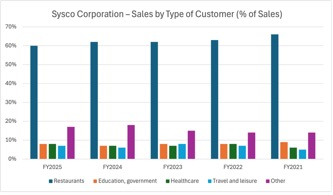 Sysco Corporation – Sales by Type of Customer (% of Sales)
70%
60%
50%
40%
30%
20%
10%
0%
FY2025 FY2024 FY2023 FY2022 FY2021
Restaurants Education, government Healthcare Travel and leisure Other